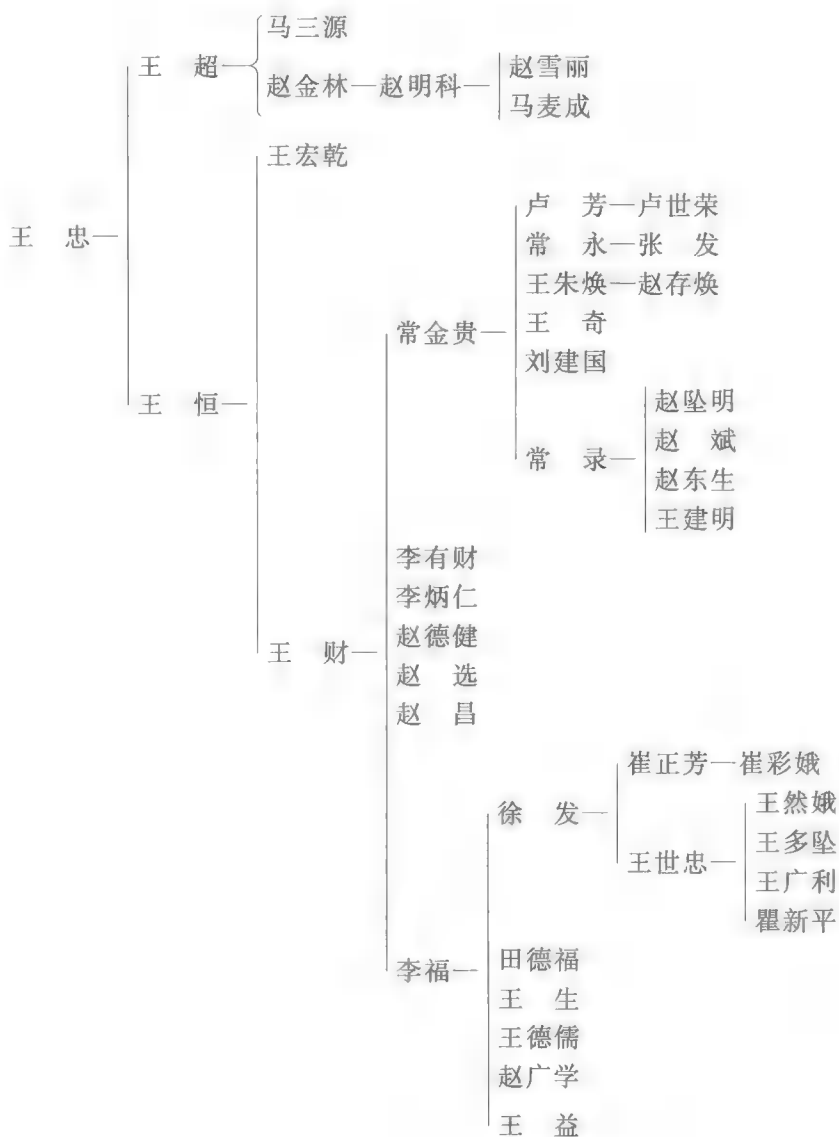 马三源
王　超
赵金林—赵明科
赵雪丽
马麦成
王宏乾
王　忠
卢　芳—卢世荣
常　永—张　发
王朱焕—赵存焕
王　奇
刘建国
常金贵
王　恒
赵坠明
赵　斌
赵东生
王建明
常　录
李有财
李炳仁
赵德健
赵　选
赵　昌
王　财
崔正芳—崔彩娥
徐　发
王然娥
王多坠
王广利
瞿新平
王世忠
李福
田德福
王　生
王德儒
赵广学
王　益